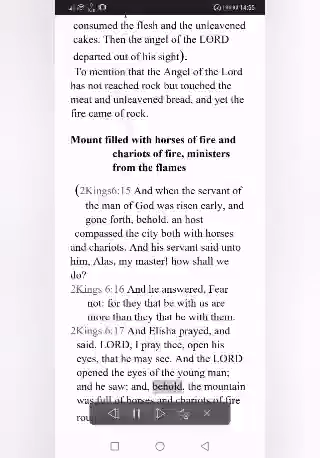 14:55
consumed the flesh and the unleavened
cakes. Then the angel of the LORD
departed out of his sight).
To mention that the Angel of the Lord
has not reached rock but touched the
meat and unleavened bread, and yet the
fire came of rock.
Mount filled with horses of fire and
chariots of fire, ministers
from the flames
(2Kings6:15 And when the servant of
the man of God was risen early, and
gone forth, behold, an host
compassed the city both with horses
and chariots. And his servant said unto
him, Alas, my master! how shall we
do?
2Kings 6:16 And he answered, Fear
not: for they that be with us are
more than they that be with them.
2Kings 6:17 And Elisha prayed, and
said, LORD, I pray thee, open his
eyes, that he may see. And the LORD
opened the eyes of the young man;
and he saw: and, behold, the mountain
was full of horses and chariots of fire